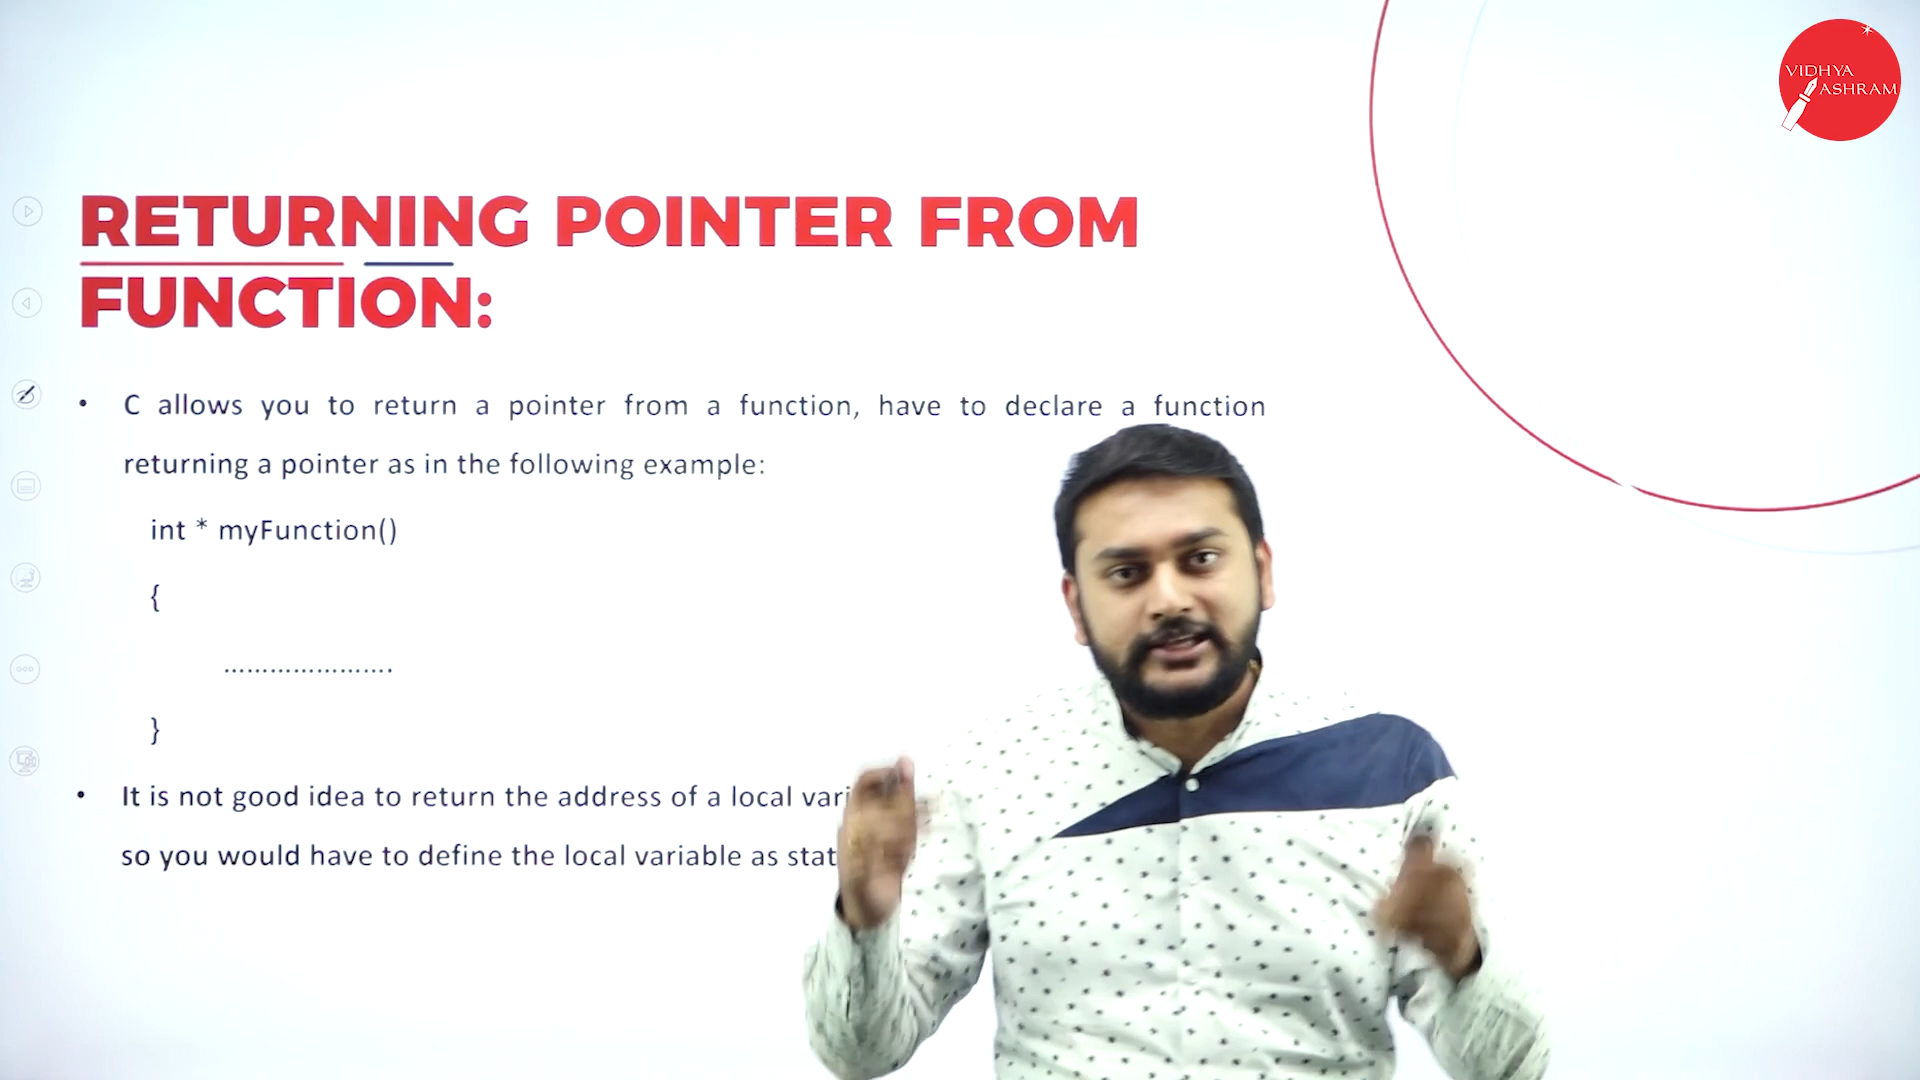 VIDHYA
ASHRAM
RETURNING POINTER FROM
FUNCTION:
• C allows you to return a pointer from a function, have to declare a function
returning a pointer as in the following example:
int * myFunction()
{
.......................
}
• It is not good idea to return the address of a local
so you would have to define the local variable as